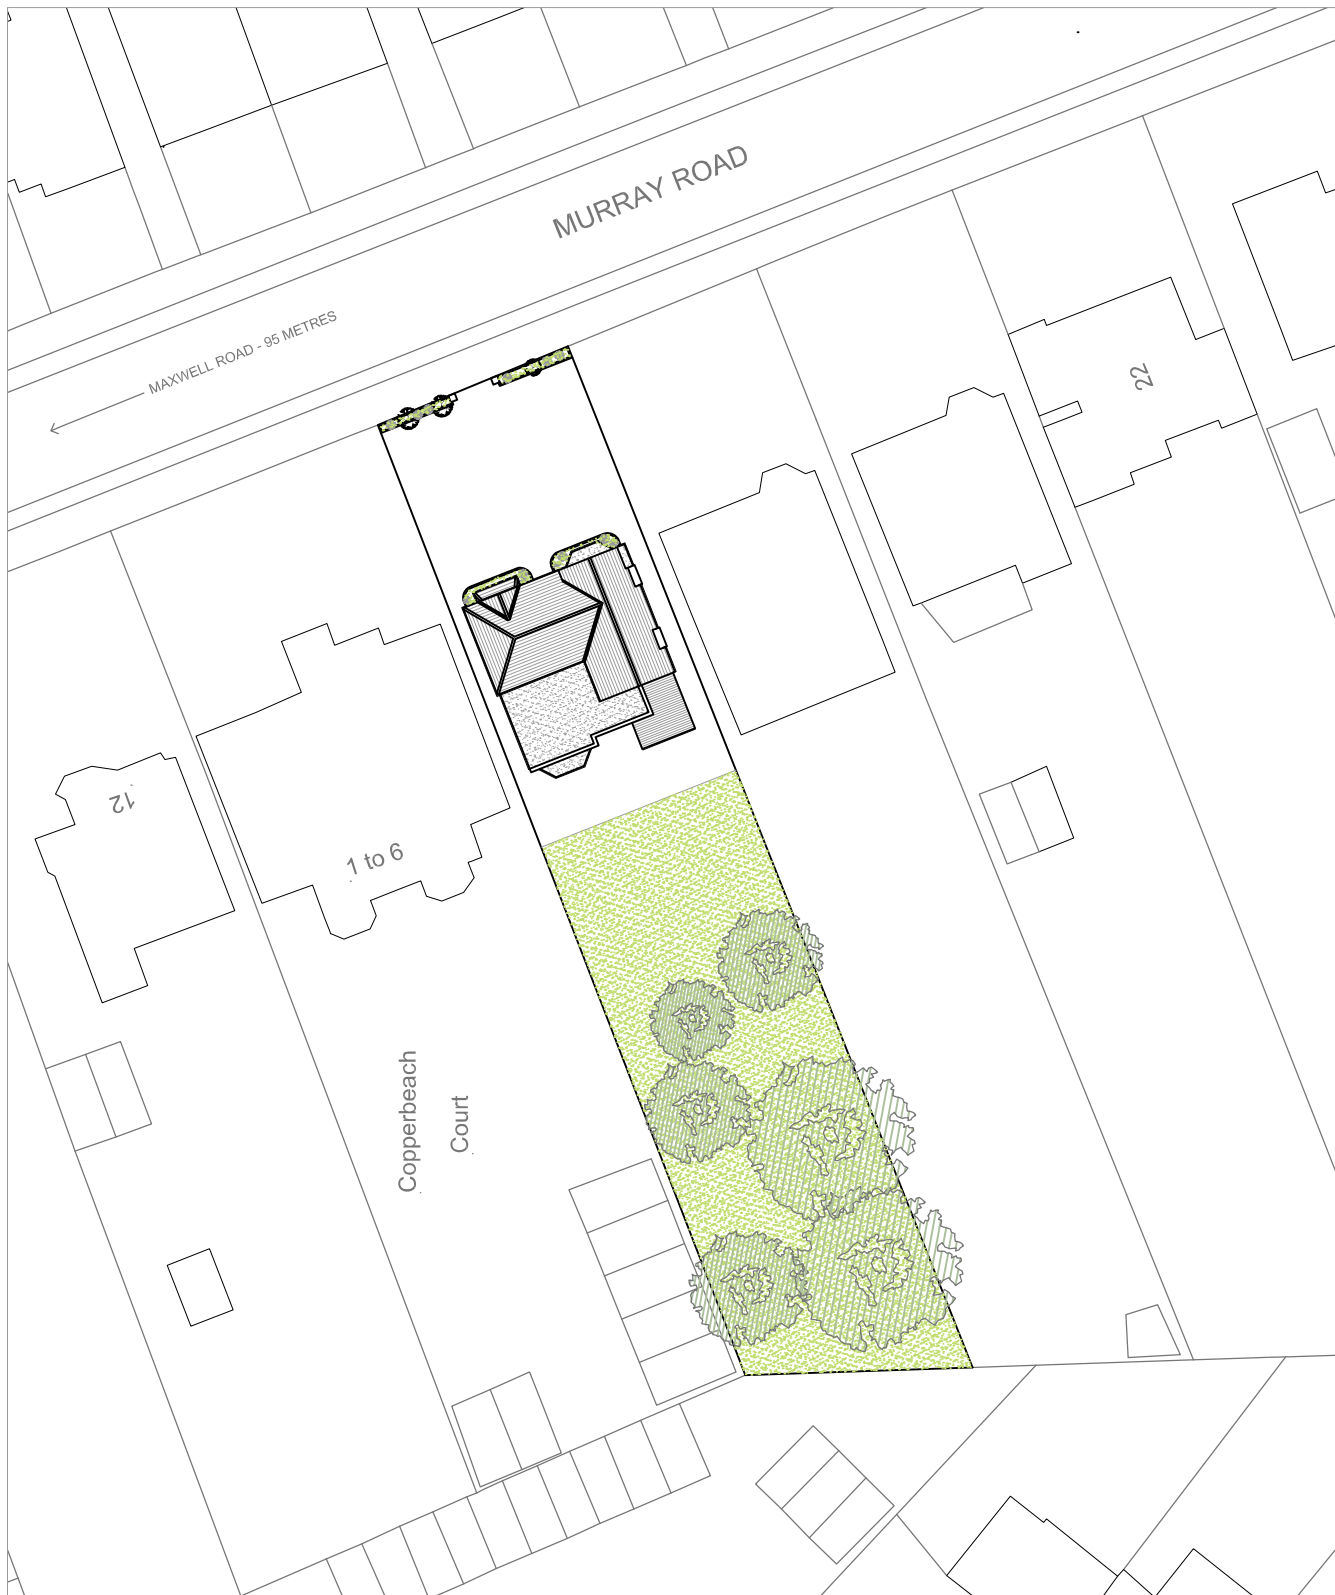 MURRAY ROAD
MAXWELL ROAD - 95 METRES
22
12
1 to 6
Copperbeach
Court